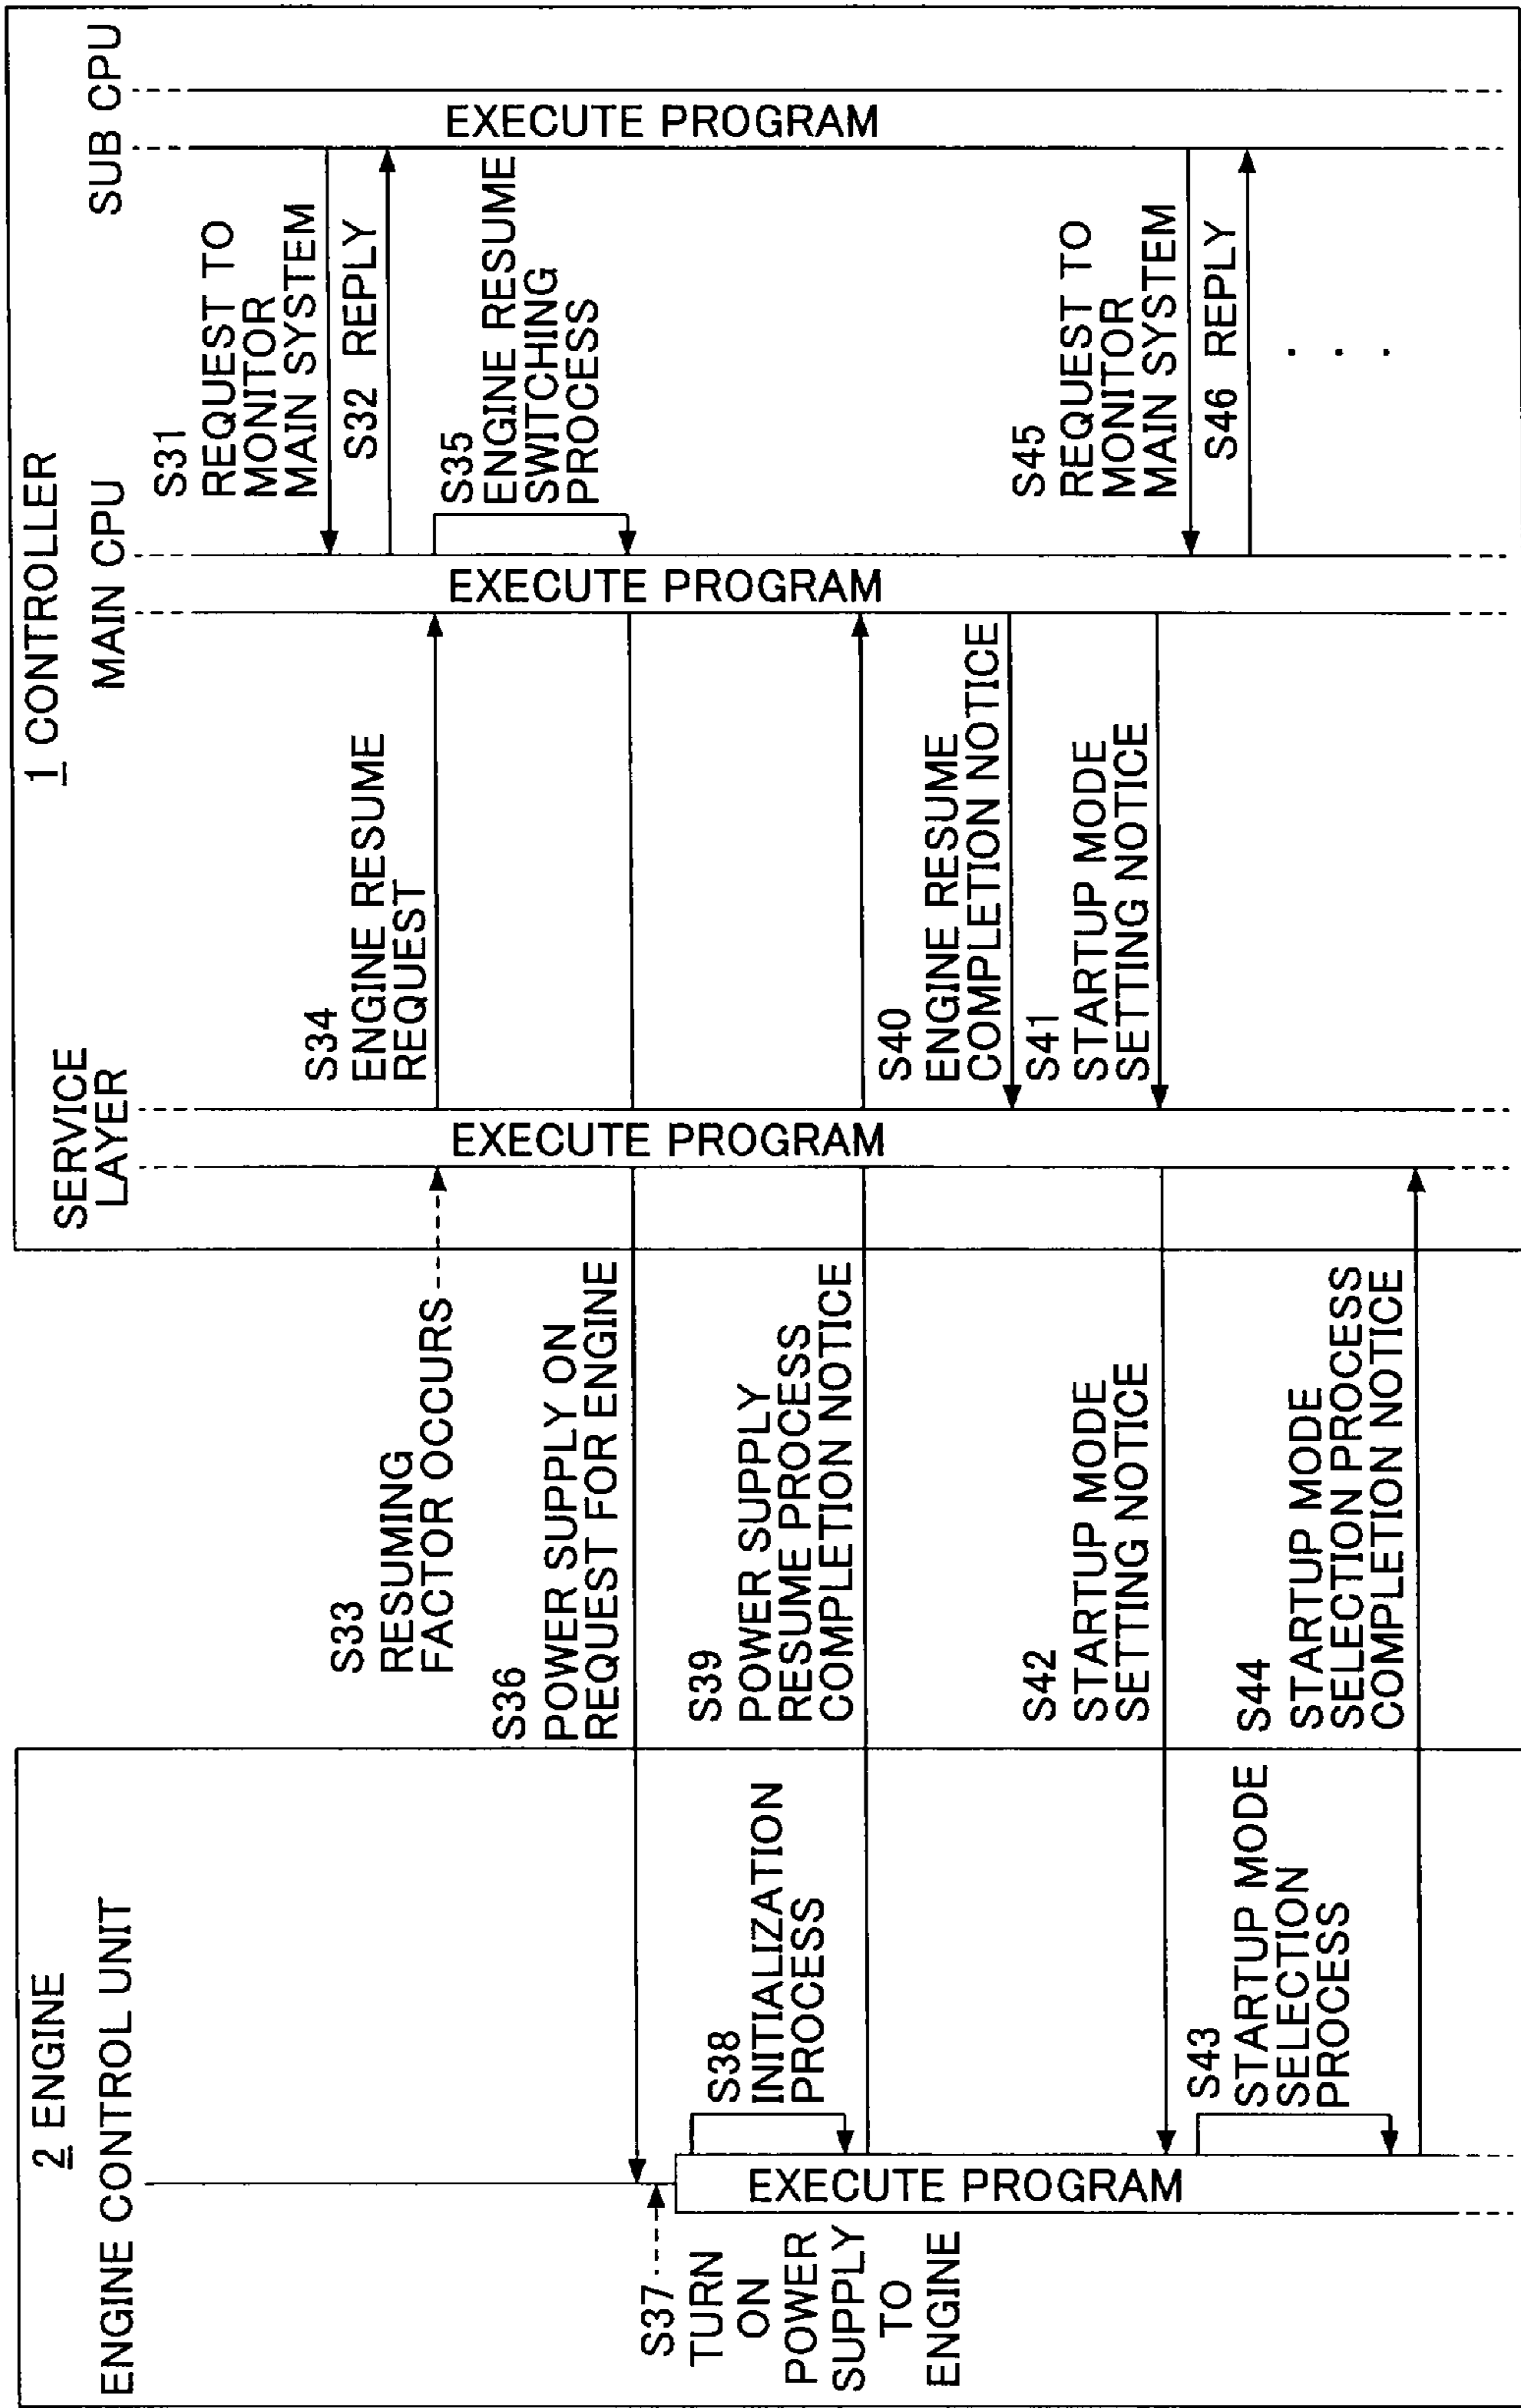 2 ENGINE
ENGINE CONTROL UNIT
1 CONTROLLER
SERVICE
LAYER
MAIN CPU
SUB CPU
S31
REQUEST TO
MONITOR
MAIN SYSTEM
S32 REPLY
S33
RESUMING
FACTOR OCCURS
S34
ENGINE RESUME
REQUEST
S35
ENGINE RESUME
SWITCHING
PROCESS
EXECUTE PROGRAM
EXECUTE PROGRAM
EXECUTE PROGRAM
S36
POWER SUPPLY ON
REQUEST FOR ENGINE
S37
TURN
ON
POWER
SUPPLY
TO
ENGINE
EXECUTE PROGRAM
S38
INITIALIZATION
PROCESS
S39
POWER SUPPLY
RESUME PROCESS
COMPLETION NOTICE
S40
ENGINE RESUME
COMPLETION NOTICE
S41
STARTUP MODE
SETTING NOTICE
S42
STARTUP MODE
SETTING NOTICE
S43
STARTUP MODE
SELECTION
PROCESS
S44
STARTUP MODE
SELECTION PROCESS
COMPLETION NOTICE
S45
REQUEST TO
MONITOR
MAIN SYSTEM
S46 REPLY
. . .